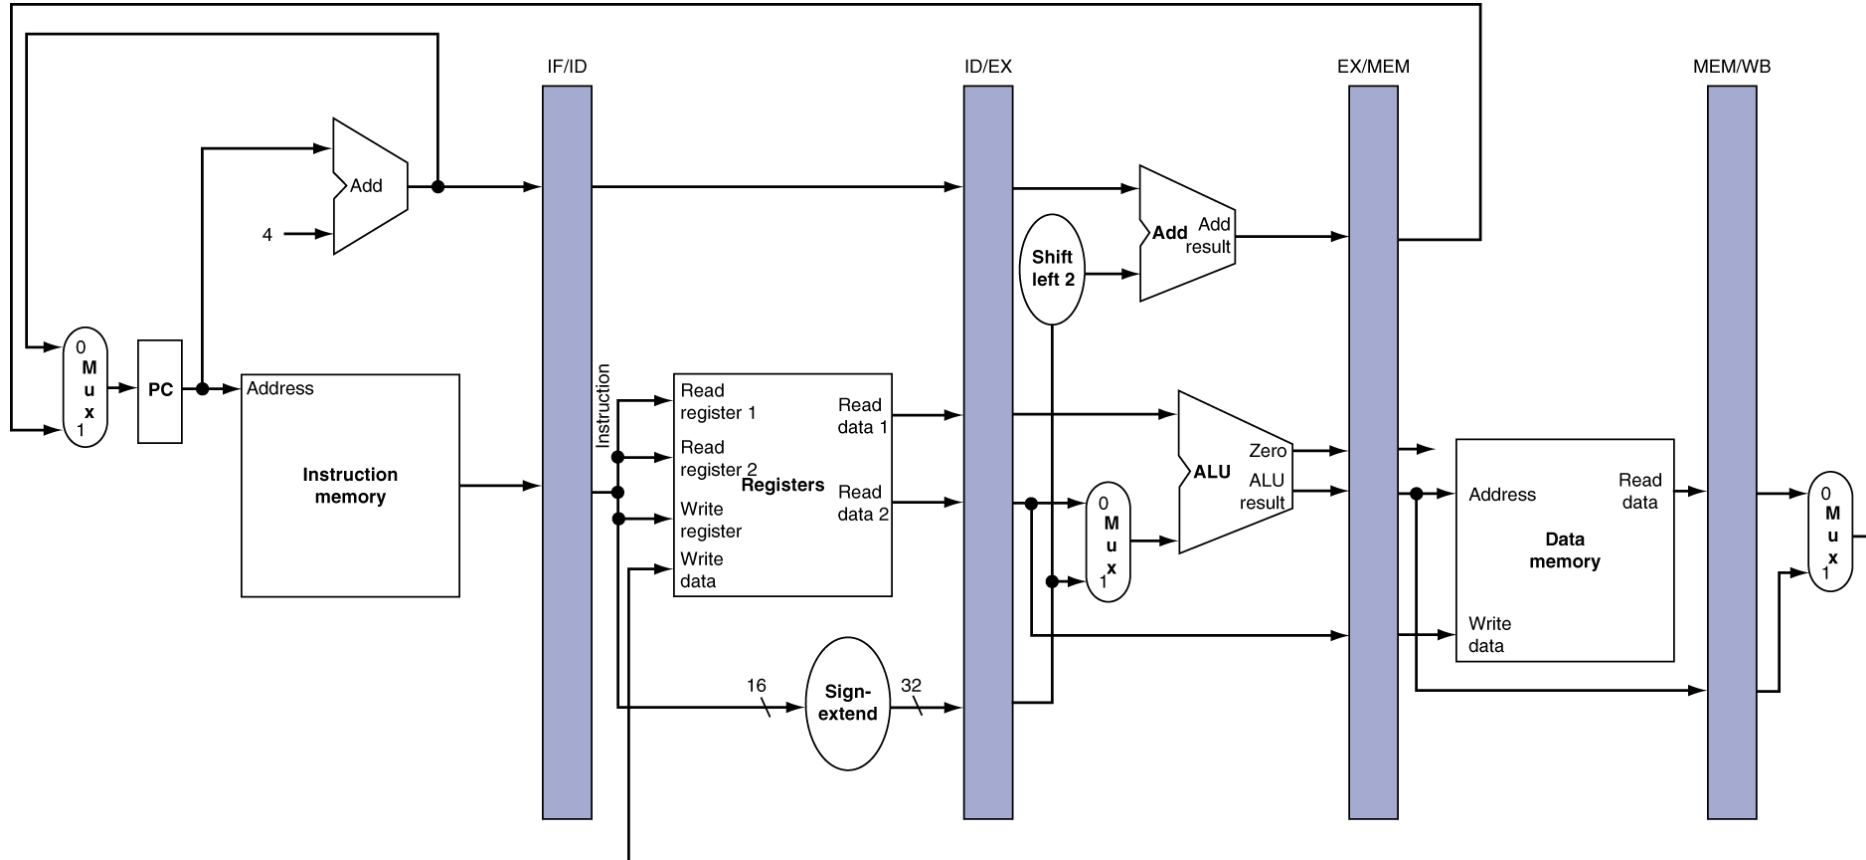 IF/ID
ID/EX
EX/MEM
MEM/WB
Add
4
Add
Add
result
Shift
left 2
0
M
u
x
1
PC
Address
Instruction
memory
Instruction
Read
register 1
Read
register 2
Write
register
Write
data
Registers
Read
data 1
Read
data 2
16
Sign-
extend
32
0
M
u
x
1
ALU
Zero
ALU
result
Address
Read
data
Data
memory
Write
data
0
M
u
x
1